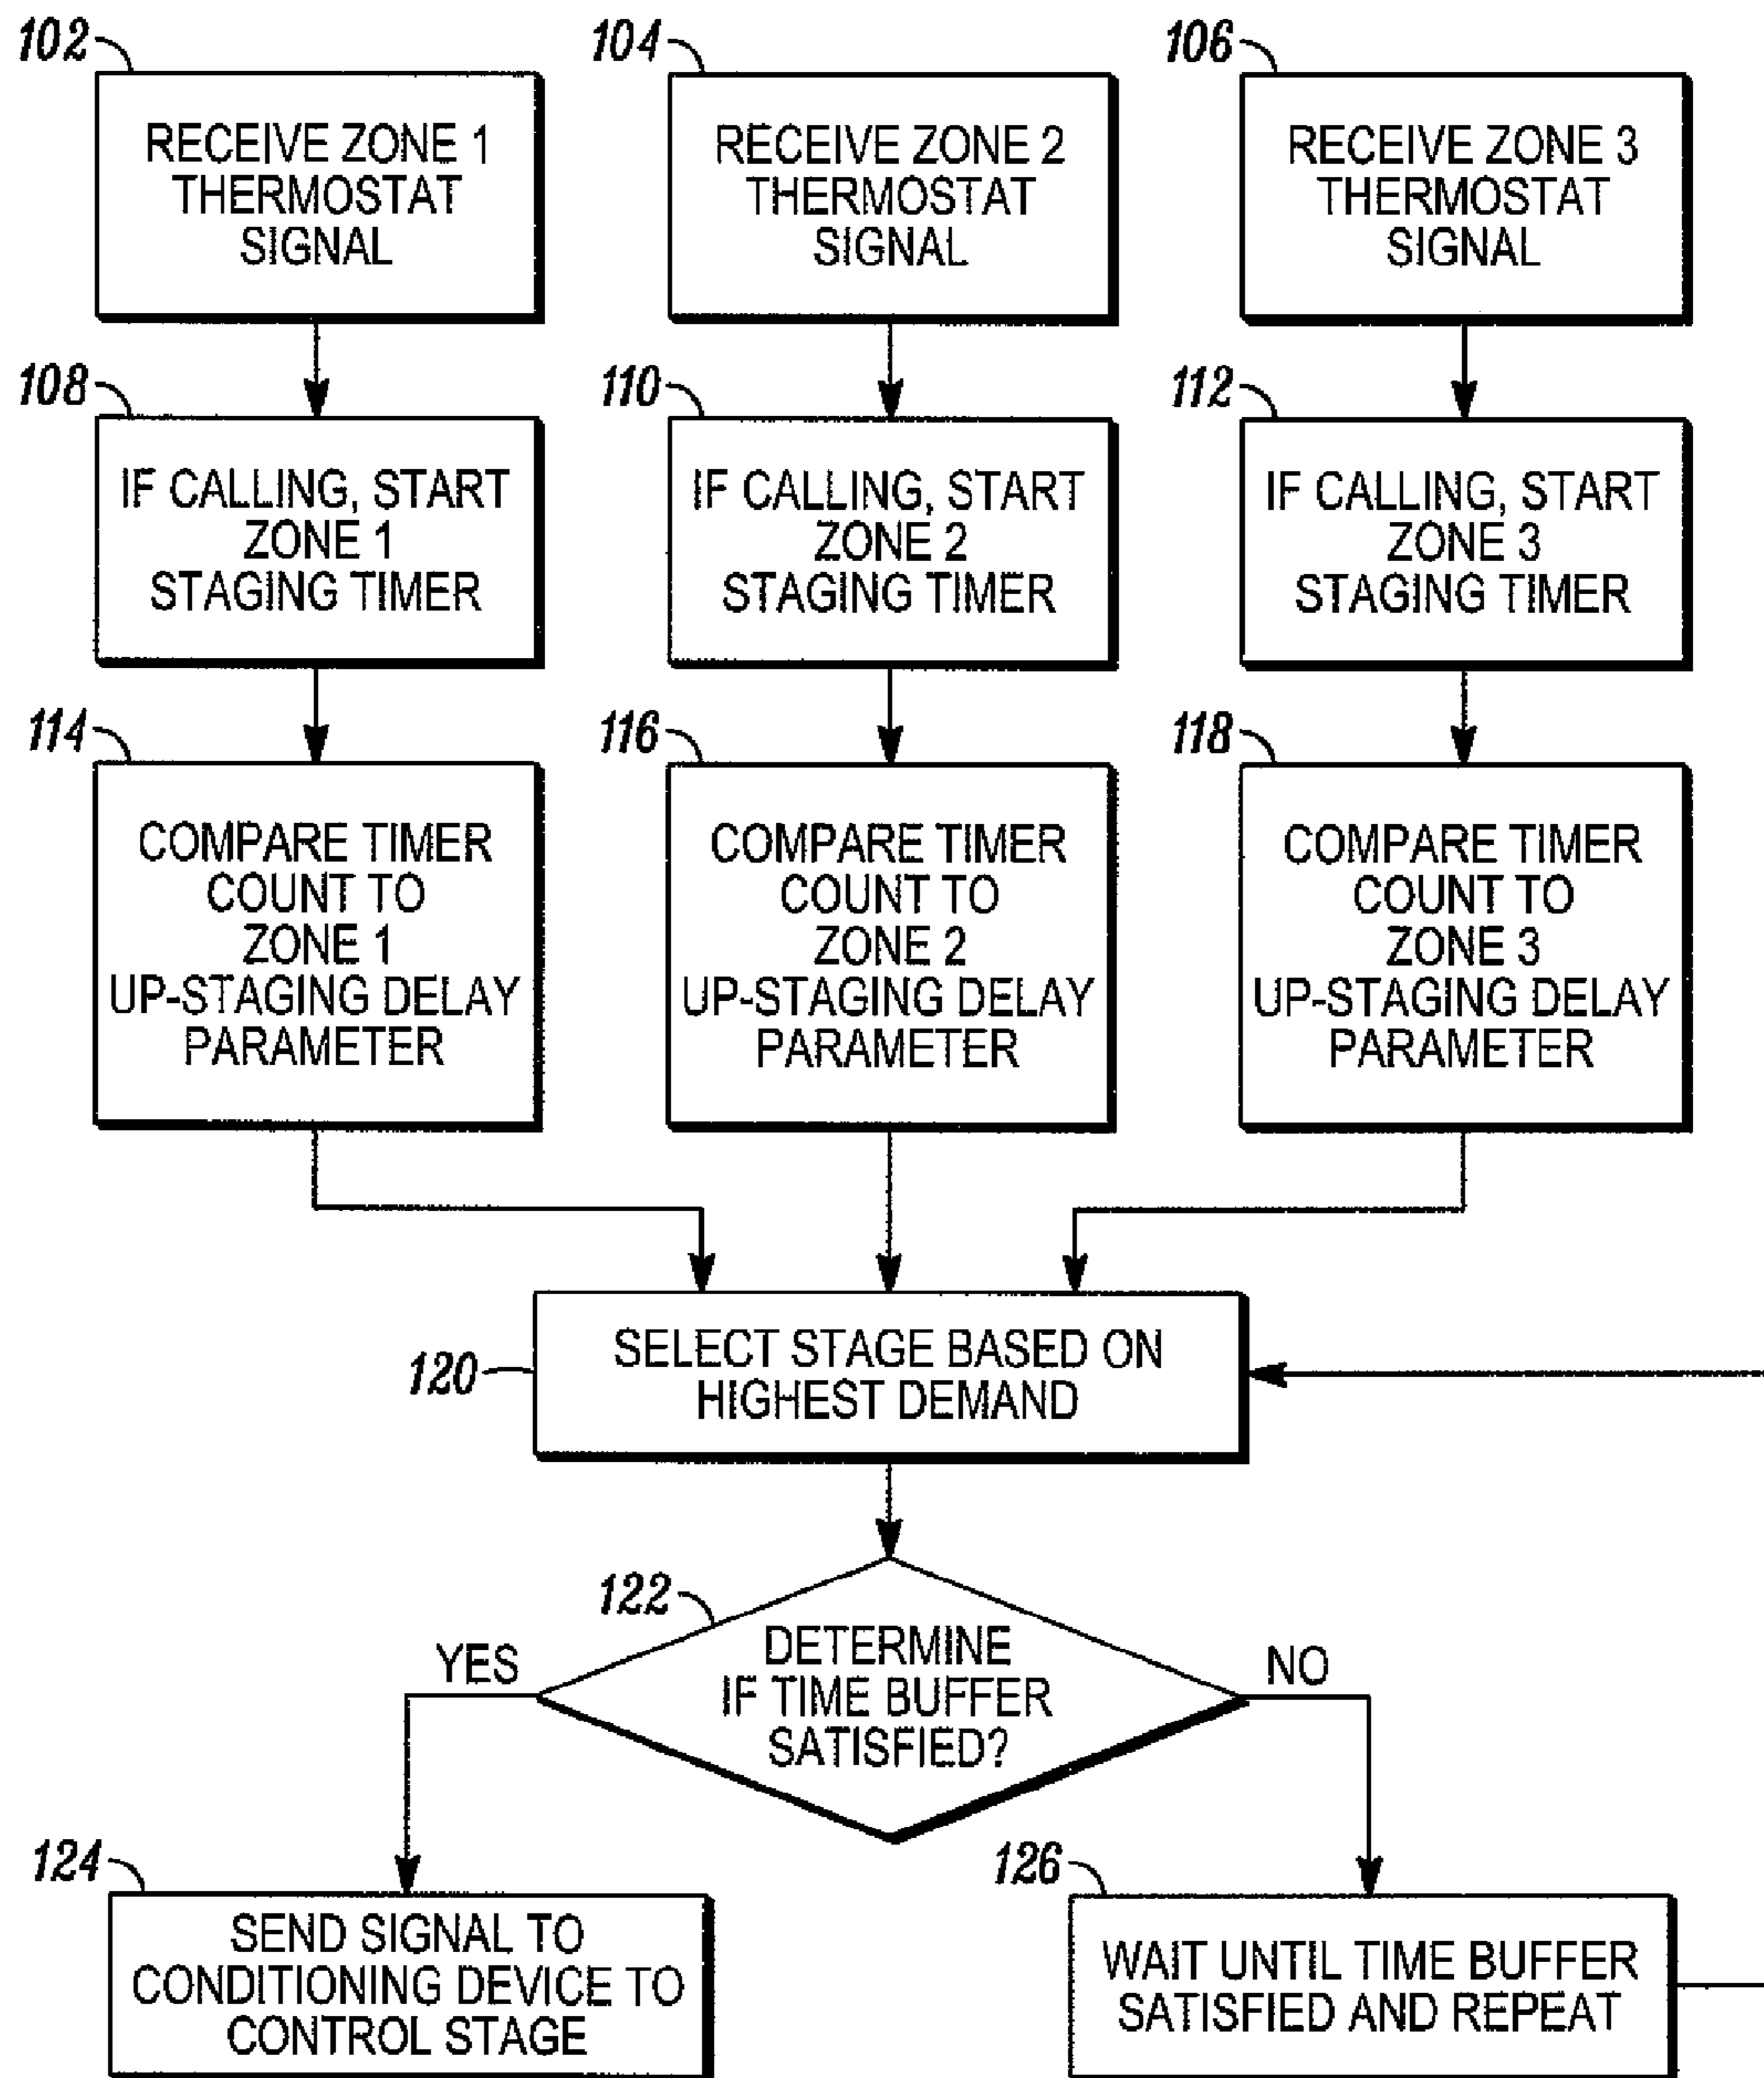 102
104
106
RECEIVE ZONE 1
THERMOSTAT
SIGNAL
RECEIVE ZONE 2
THERMOSTAT
SIGNAL
RECEIVE ZONE 3
THERMOSTAT
SIGNAL
108
110
112
IF CALLING, START
ZONE 1
STAGING TIMER
IF CALLING, START
ZONE 2
STAGING TIMER
IF CALLING, START
ZONE 3
STAGING TIMER
114
116
118
COMPARE TIMER
COUNT TO
ZONE 1
UP-STAGING DELAY
PARAMETER
COMPARE TIMER
COUNT TO
ZONE 2
UP-STAGING DELAY
PARAMETER
COMPARE TIMER
COUNT TO
ZONE 3
UP-STAGING DELAY
PARAMETER
120
SELECT STAGE BASED ON
HIGHEST DEMAND
122
DETERMINE
IF TIME BUFFER
SATISFIED?
YES
NO
124
SEND SIGNAL TO
CONDITIONING DEVICE TO
CONTROL STAGE
126
WAIT UNTIL TIME BUFFER
SATISFIED AND REPEAT